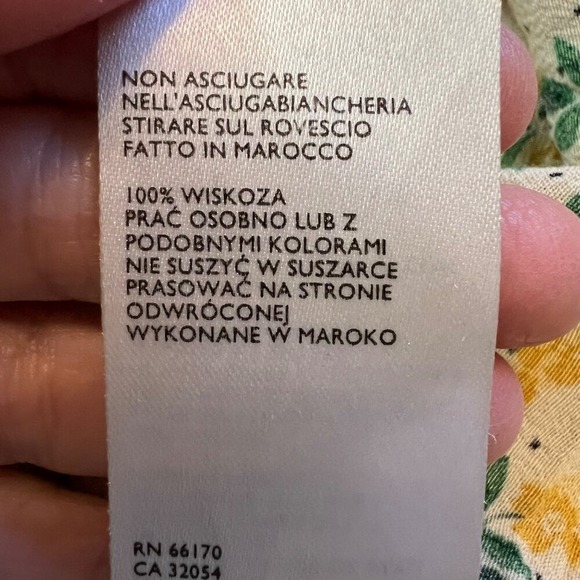 NON ASCIUGARE
NELL'ASCIUGABIANCHERIA
STIRARE SUL ROVESCIO
FATTO IN MAROCCO
100% WISKOZA
PRAĆ OSOBNO LUB Z
PODOBNYMI KOLORAMI
NIE SUSZYĆ W SUSZARCE
PRASOWAĆ NA STRONIE
ODWRÓCONEJ
WYKONANE W MAROKO
RN 66170
CA 32054